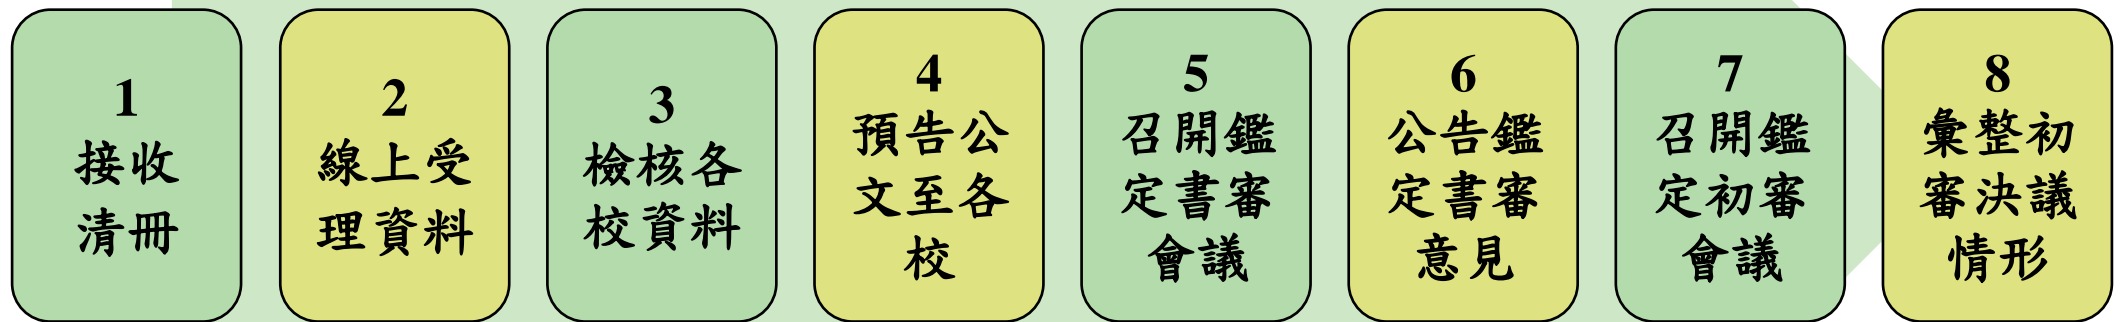 1
接收
清冊
2
線上受
理資料
3
檢核各
校資料
4
預告公
文至各
校
5
召開鑑
定書審
會議
6
公告鑑
定書審
意見
7
召開鑑
定初審
會議
8
彙整初
審決議
情形